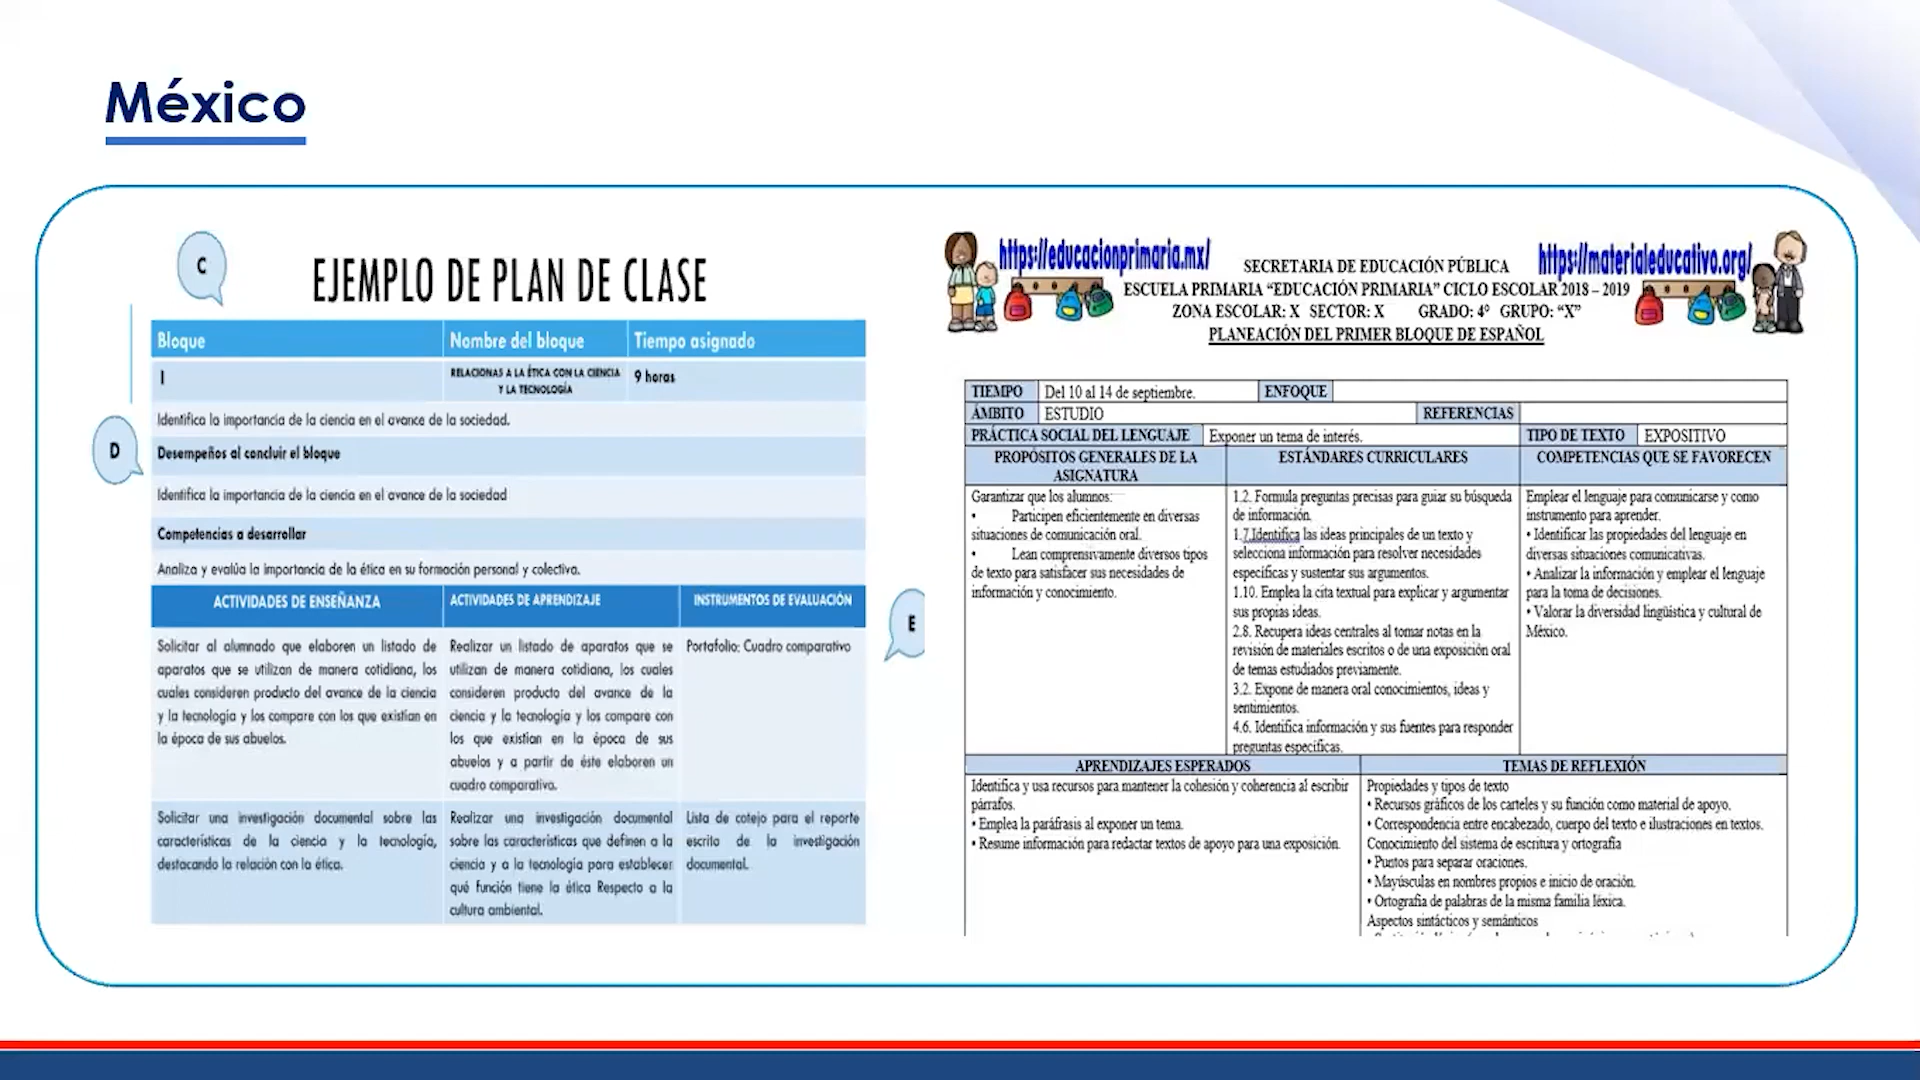 México
C
EJEMPLO DE PLAN DE CLASE
Bloque
Nombre del bloque
Tiempo asignado
I
RELACIONAS A LA ÉTICA CON LA CIENCIA
Y LA TECNOLOGÍA
9 horas
Identifica la importancia de la ciencia en el avance de la sociedad.
D
Desempeños al concluir el bloque
Identifica la importancia de la ciencia en el avance de la sociedad
Competencias a desarrollar
Analiza y evalúa la importancia de la ética en su formación personal y colectiva.
ACTIVIDADES DE ENSEÑANZA
ACTIVIDADES DE APRENDIZAJE
INSTRUMENTOS DE EVALUACIÓN
E
Solicitar al alumnado que elaboren un listado de
aparatos que se utilizan de manera cotidiana, los
cuales consideren producto del avance de la ciencia
y la tecnología y los compare con los que existían en
la época de sus abuelos.
Realizar un listado de aparatos que se
utilizan de manera cotidiana, los cuales
consideren producto del avance de la
ciencia y la tecnología y los compare con
los que existían en la época de sus
abuelos y a partir de éste elaboren un
cuadro comparativo.
Portafolio: Cuadro comparativo
Solicitar una investigación documental sobre las
características de la ciencia y la tecnología,
destacando la relación con la ética.
Realizar una investigación documental
sobre las características que definen a la
ciencia y a la tecnología para establecer
qué función tiene la ética Respecto a la
cultura ambiental.
Lista de cotejo para el reporte
escrito de la investigación
documental.
https://educacionprimaria.mx/
https://materialeducativo.org/
SECRETARIA DE EDUCACIÓN PÚBLICA
ESCUELA PRIMARIA “EDUCACIÓN PRIMARIA” CICLO ESCOLAR 2018 – 2019
ZONA ESCOLAR: X SECTOR: X GRADO: 4° GRUPO: “X”
PLANEACIÓN DEL PRIMER BLOQUE DE ESPAÑOL
TIEMPO
Del 10 al 14 de septiembre.
ENFOQUE
ÁMBITO
ESTUDIO
REFERENCIAS
PRÁCTICA SOCIAL DEL LENGUAJE
Exponer un tema de interés.
TIPO DE TEXTO
EXPOSITIVO
PROPÓSITOS GENERALES DE LA
ASIGNATURA
ESTÁNDARES CURRICULARES
COMPETENCIAS QUE SE FAVORECEN
Garantizar que los alumnos:
• Participen eficientemente en diversas
situaciones de comunicación oral.
• Lean comprensivamente diversos tipos
de texto para satisfacer sus necesidades de
información y conocimiento.
1.2. Formula preguntas precisas para guiar su búsqueda
de información.
1.7.Identifica las ideas principales de un texto y
selecciona información para resolver necesidades
específicas y sustentar sus argumentos.
1.10. Emplea la cita textual para explicar y argumentar
sus propias ideas.
2.8. Recupera ideas centrales al tomar notas en la
revisión de materiales escritos o de una exposición oral
de temas estudiados previamente.
3.2. Expone de manera oral conocimientos, ideas y
sentimientos.
4.6. Identifica información y sus fuentes para responder
preguntas específicas.
Emplear el lenguaje para comunicarse y como
instrumento para aprender.
• Identificar las propiedades del lenguaje en
diversas situaciones comunicativas.
• Analizar la información y emplear el lenguaje
para la toma de decisiones.
• Valorar la diversidad lingüística y cultural de
México.
APRENDIZAJES ESPERADOS
TEMAS DE REFLEXIÓN
Identifica y usa recursos para mantener la cohesión y coherencia al escribir
párrafos.
• Emplea la paráfrasis al exponer un tema.
• Resume información para redactar textos de apoyo para una exposición.
Propiedades y tipos de texto
• Recursos gráficos de los carteles y su función como material de apoyo.
• Correspondencia entre encabezado, cuerpo del texto e ilustraciones en textos.
Conocimiento del sistema de escritura y ortografía
• Puntos para separar oraciones.
• Mayúsculas en nombres propios e inicio de oración.
• Ortografía de palabras de la misma familia léxica.
Aspectos sintácticos y semánticos